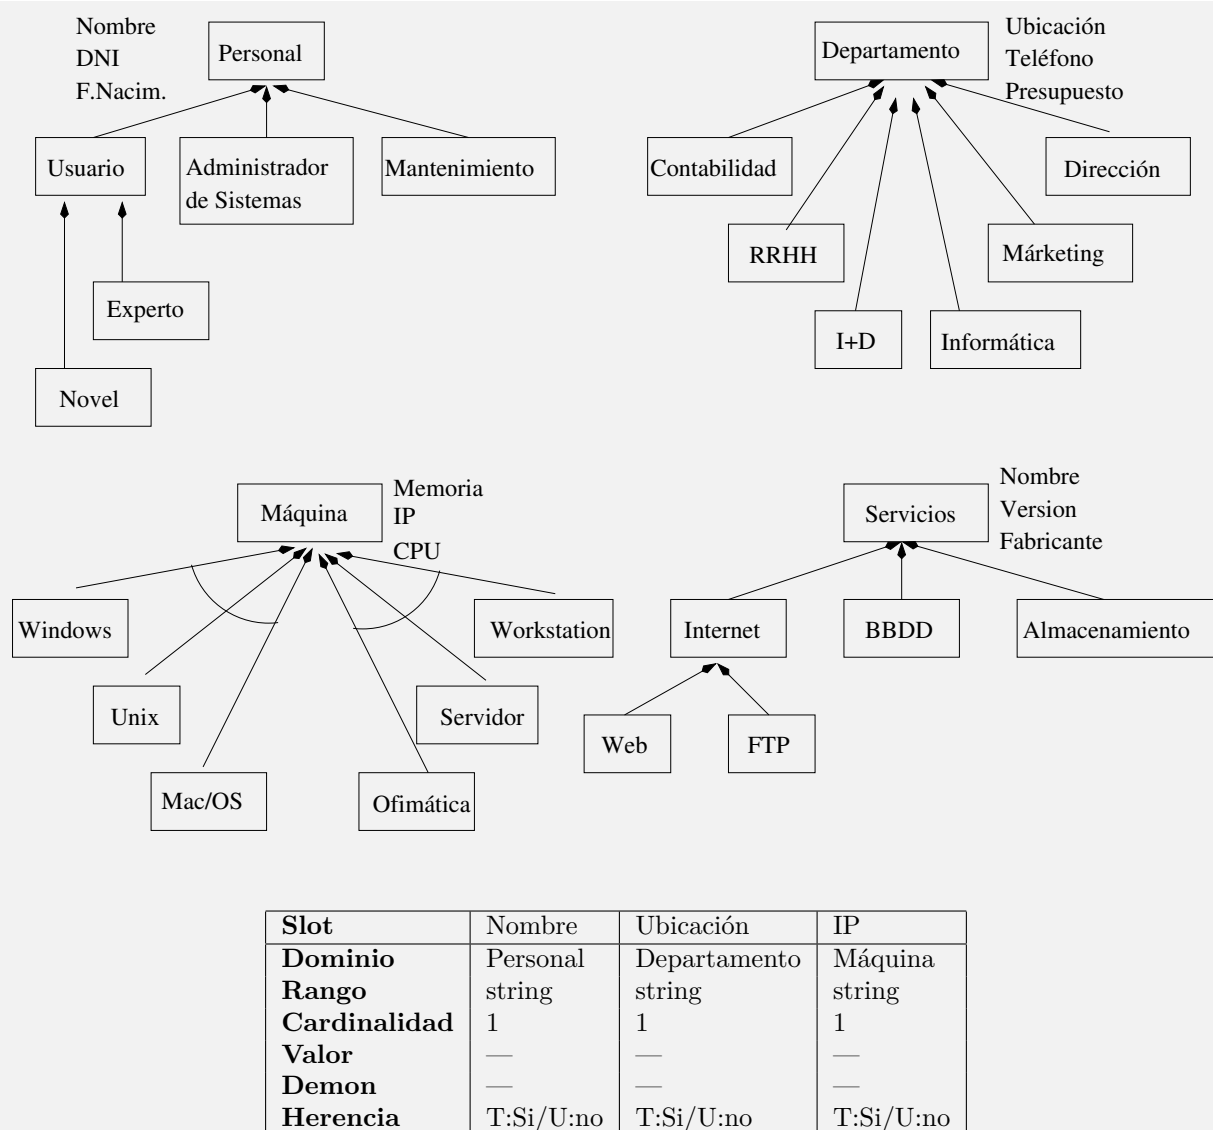 Nombre
DNI
F.Nacim.
Personal
Usuario
Administrador
de Sistemas
Mantenimiento
Experto
Novel
Departamento
Ubicación
Teléfono
Presupuesto
Contabilidad
Dirección
RRHH
Márketing
I+D
Informática
Máquina
Memoria
IP
CPU
Windows
Workstation
Unix
Servidor
Mac/OS
Ofimática
Servicios
Nombre
Version
Fabricante
Internet
BBDD
Almacenamiento
Web
FTP
Slot Nombre Ubicación IP
Dominio Personal Departamento Máquina
Rango string string string
Cardinalidad 1 1 1
Valor — — —
Demon — — —
Herencia T:Si/U:no T:Si/U:no T:Si/U:no